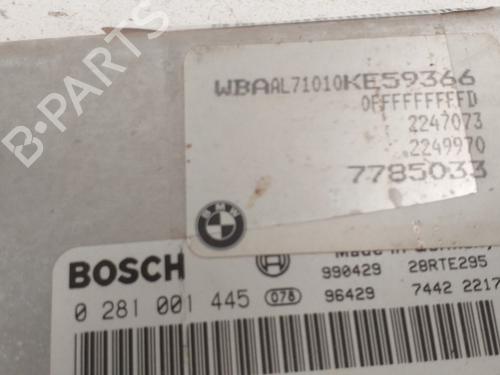 WBAAL71010KE59366
0FFFFFFFFFD
2247073
2249970
7785033
BMW
BOSCH
990429 28RTE295
0 281 001 445 078 96429 7442 2217
B-PARTS